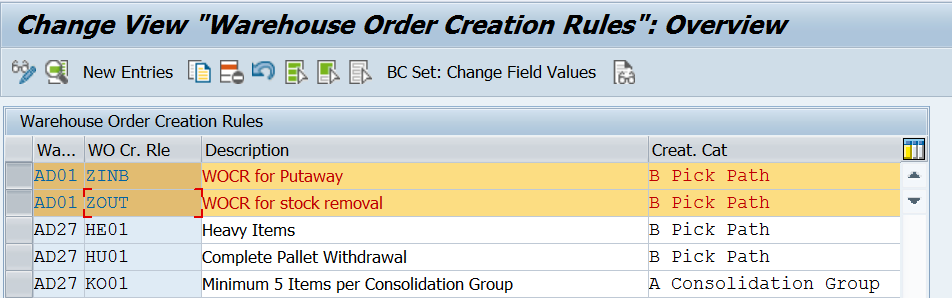 Change View "Warehouse Order Creation Rules": Overview
New Entries BC Set: Change Field Values
Warehouse Order Creation Rules
Wa... WO Cr. Rle Description Creat. Cat
AD01 ZINB WOCR for Putaway B Pick Path
AD01 ZOUT WOCR for stock removal B Pick Path
AD27 HE01 Heavy Items B Pick Path
AD27 HU01 Complete Pallet Withdrawal B Pick Path
AD27 KO01 Minimum 5 Items per Consolidation Group A Consolidation Group